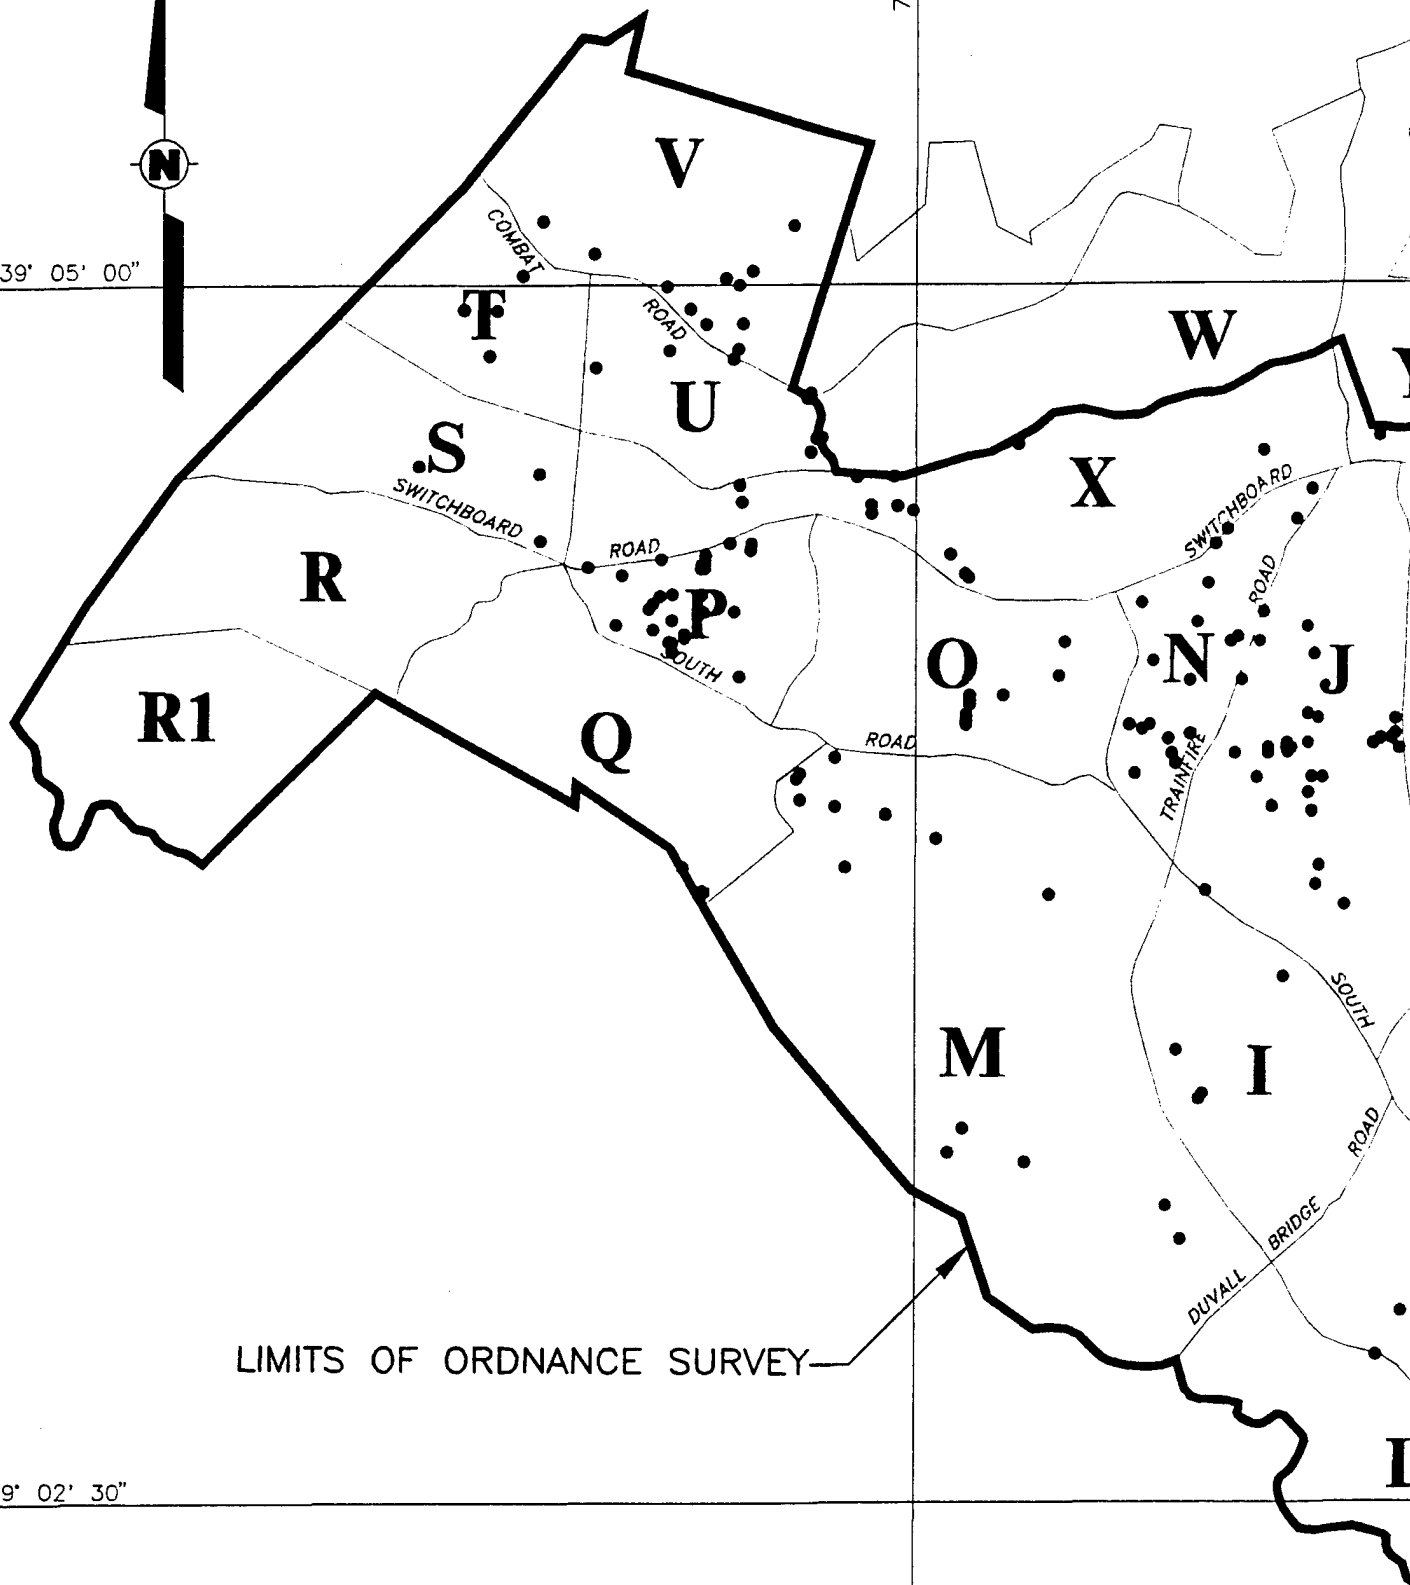 7
V
N
COMBAT
39° 05' 00"
T
ROAD
W
U
S
X
SWITCHBOARD
SWITCHBOARD
ROAD
R
ROAD
P
O
N
J
SOUTH
R1
Q
ROAD
TRAINFIRE
SOUTH
M
I
ROAD
BRIDGE
DUVALL
LIMITS OF ORDNANCE SURVEY
9° 02' 30"